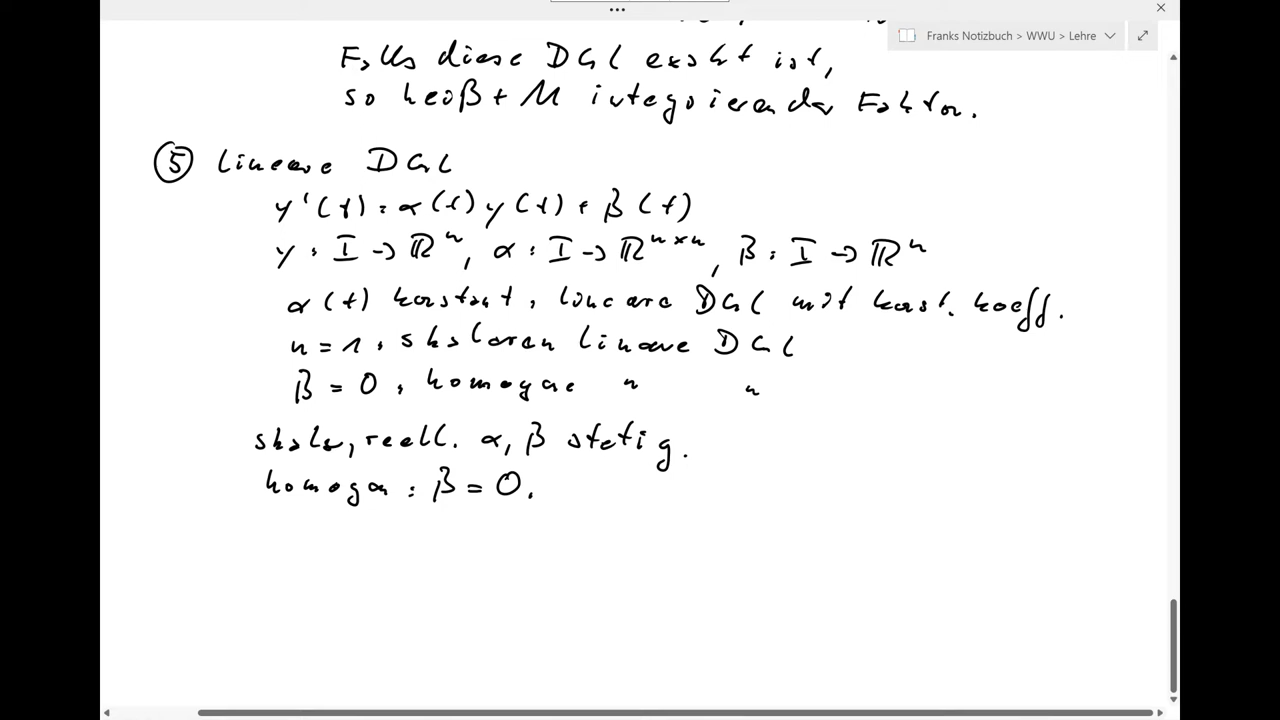 Franks Notizbuch > WWU > Lehre
Falls diese DGL exakt ist,
so heißt M integrierender Faktor.
⑤ lineare DGL
y'(t) = α(t) y(t) + β(t)
y : I → ℝⁿ, α : I → ℝⁿˣⁿ, β : I → ℝⁿ
α(t) konstant : lineare DGL mit konst. Koeff.
n = 1 : skalaren lineare DGL
β = 0 : homogene " "
skalar, reell. α, β stetig.
homogen : β = 0.